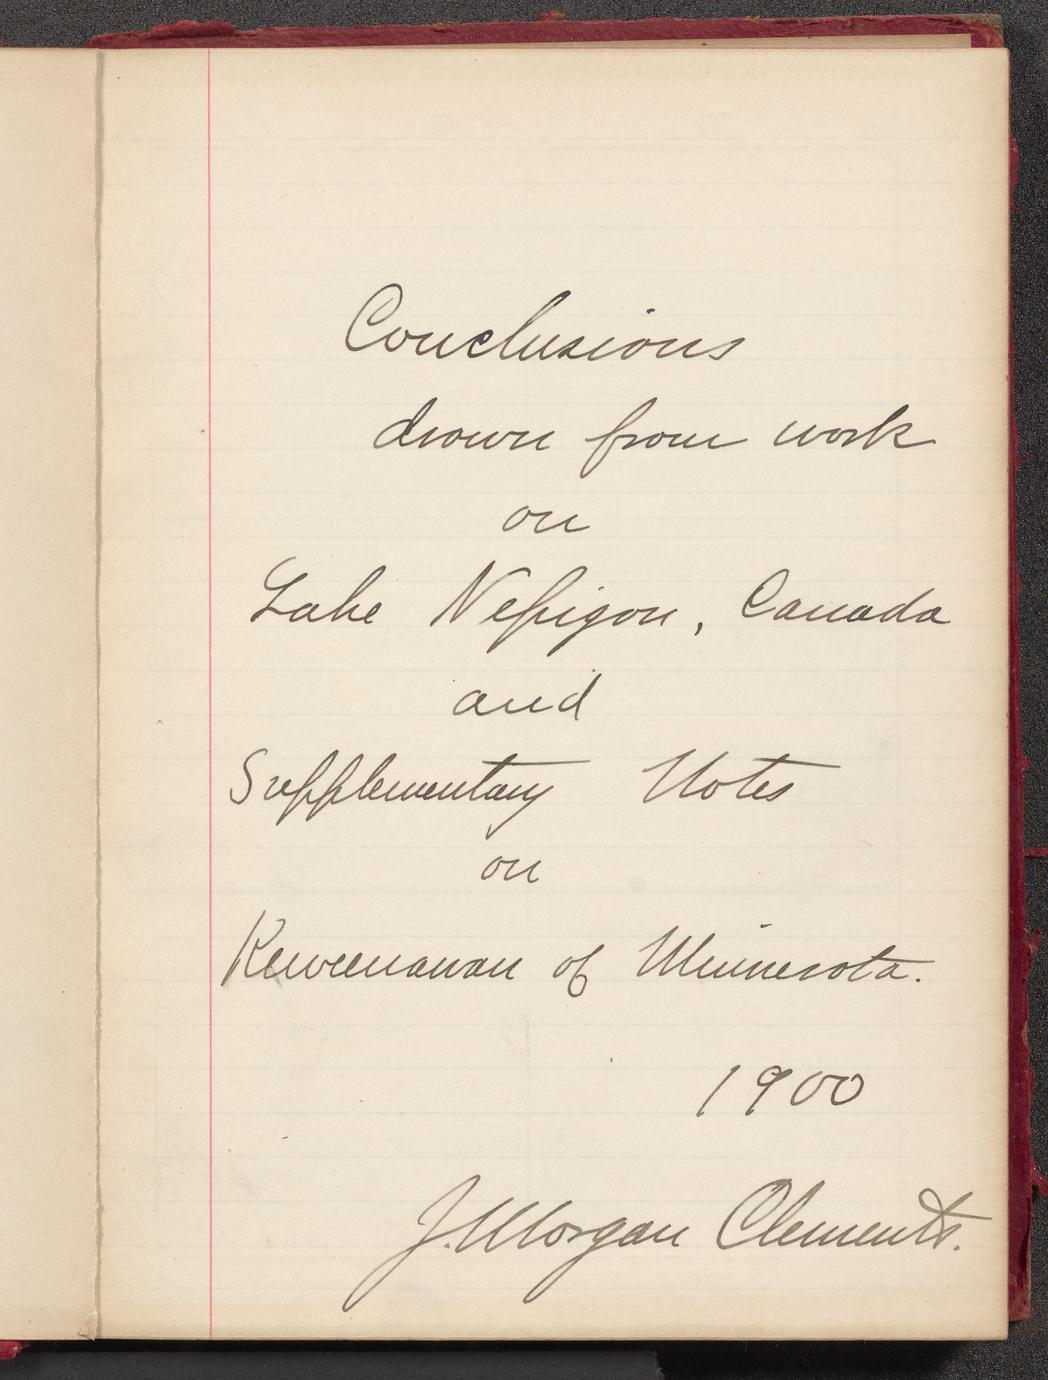 Conclusions
drawn from work
on
Lake Nepigon, Canada
and
Supplementary Notes
on
Keweenawan of Minnesota.
1900
J. Morgan Clements.